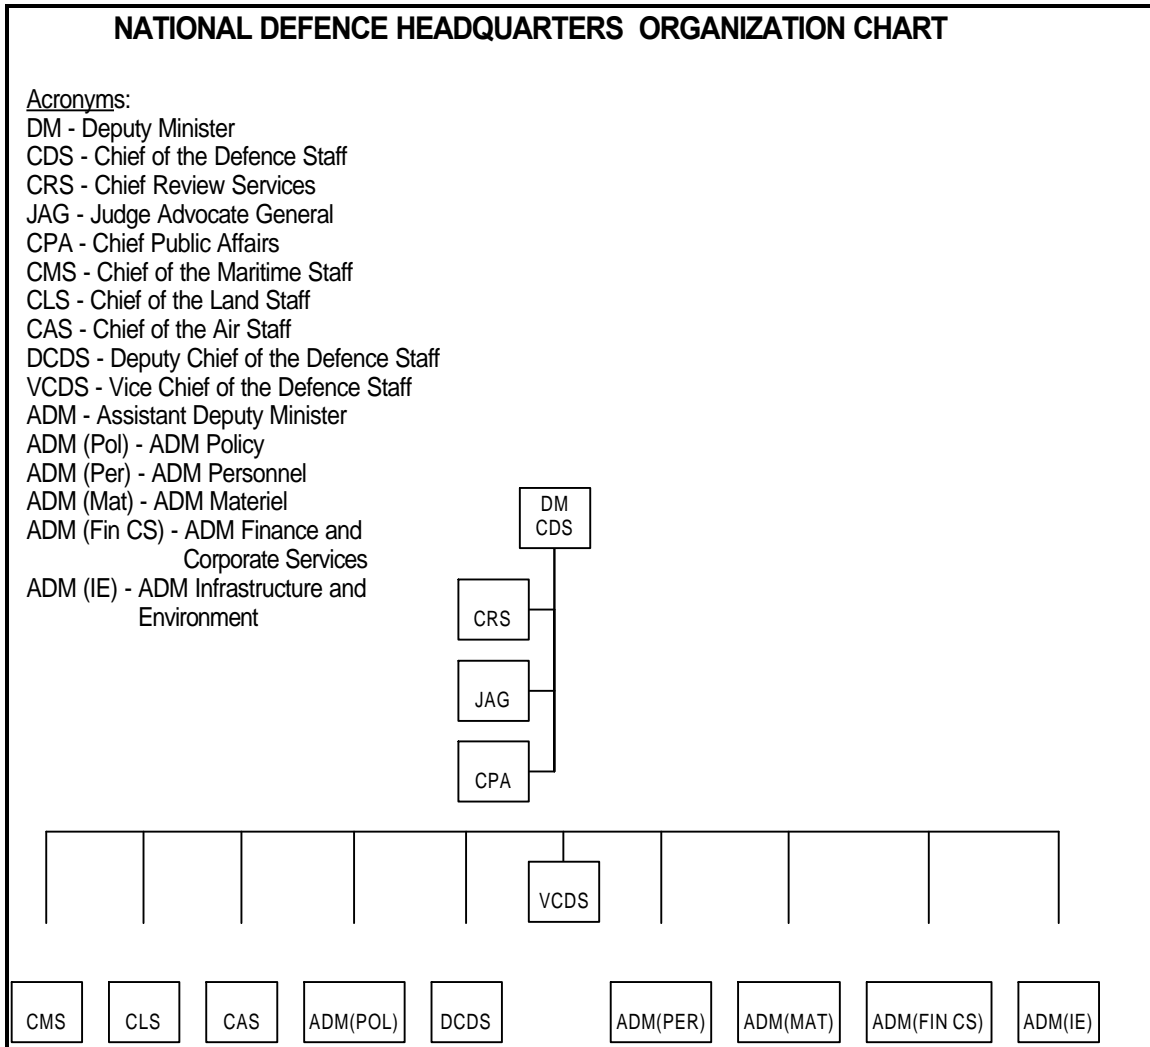 NATIONAL DEFENCE HEADQUARTERS ORGANIZATION CHART
Acronyms:
DM - Deputy Minister
CDS - Chief of the Defence Staff
CRS - Chief Review Services
JAG - Judge Advocate General
CPA - Chief Public Affairs
CMS - Chief of the Maritime Staff
CLS - Chief of the Land Staff
CAS - Chief of the Air Staff
DCDS - Deputy Chief of the Defence Staff
VCDS - Vice Chief of the Defence Staff
ADM - Assistant Deputy Minister
ADM (Pol) - ADM Policy
ADM (Per) - ADM Personnel
ADM (Mat) - ADM Materiel
ADM (Fin CS) - ADM Finance and
Corporate Services
ADM (IE) - ADM Infrastructure and
Environment
DM
CDS
CRS
JAG
CPA
VCDS
CMS
CLS
CAS
ADM(POL)
DCDS
ADM(PER)
ADM(MAT)
ADM(FIN CS)
ADM(IE)